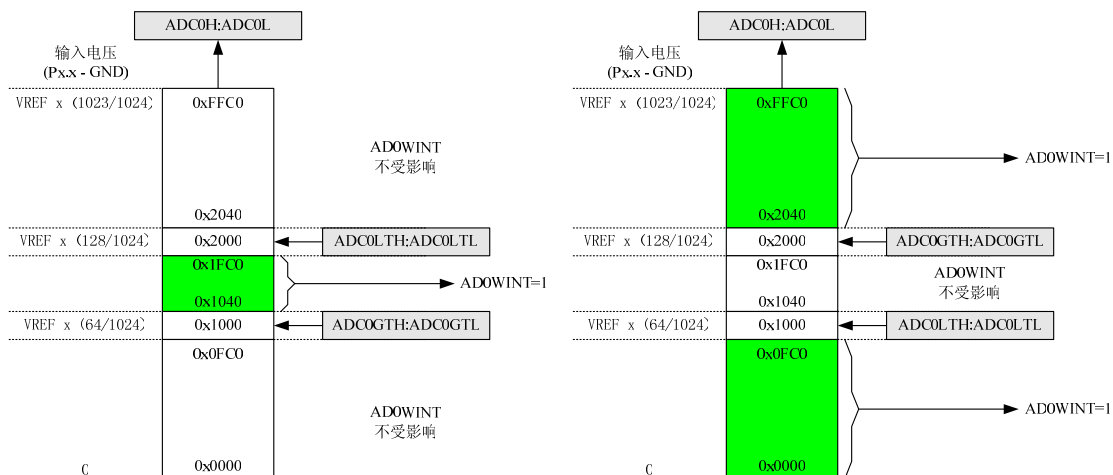 ADC0H:ADC0L
输入电压
(Px.x - GND)
VREF x (1023/1024)
0xFFC0
AD0WINT
不受影响
0x2040
VREF x (128/1024)
0x2000
ADC0LTH:ADC0LTL
0x1FC0
AD0WINT=1
0x1040
VREF x (64/1024)
0x1000
ADC0GTH:ADC0GTL
0x0FC0
AD0WINT
不受影响
C
0x0000
ADC0H:ADC0L
输入电压
(Px.x - GND)
VREF x (1023/1024)
0xFFC0
AD0WINT=1
0x2040
VREF x (128/1024)
0x2000
ADC0GTH:ADC0GTL
0x1FC0
AD0WINT
不受影响
0x1040
VREF x (64/1024)
0x1000
ADC0LTH:ADC0LTL
0x0FC0
AD0WINT=1
C
0x0000